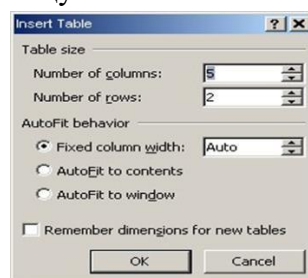 Insert Table
Table size
Number of columns: 5
Number of rows: 2
AutoFit behavior
Fixed column width: Auto
AutoFit to contents
AutoFit to window
Remember dimensions for new tables
OK Cancel